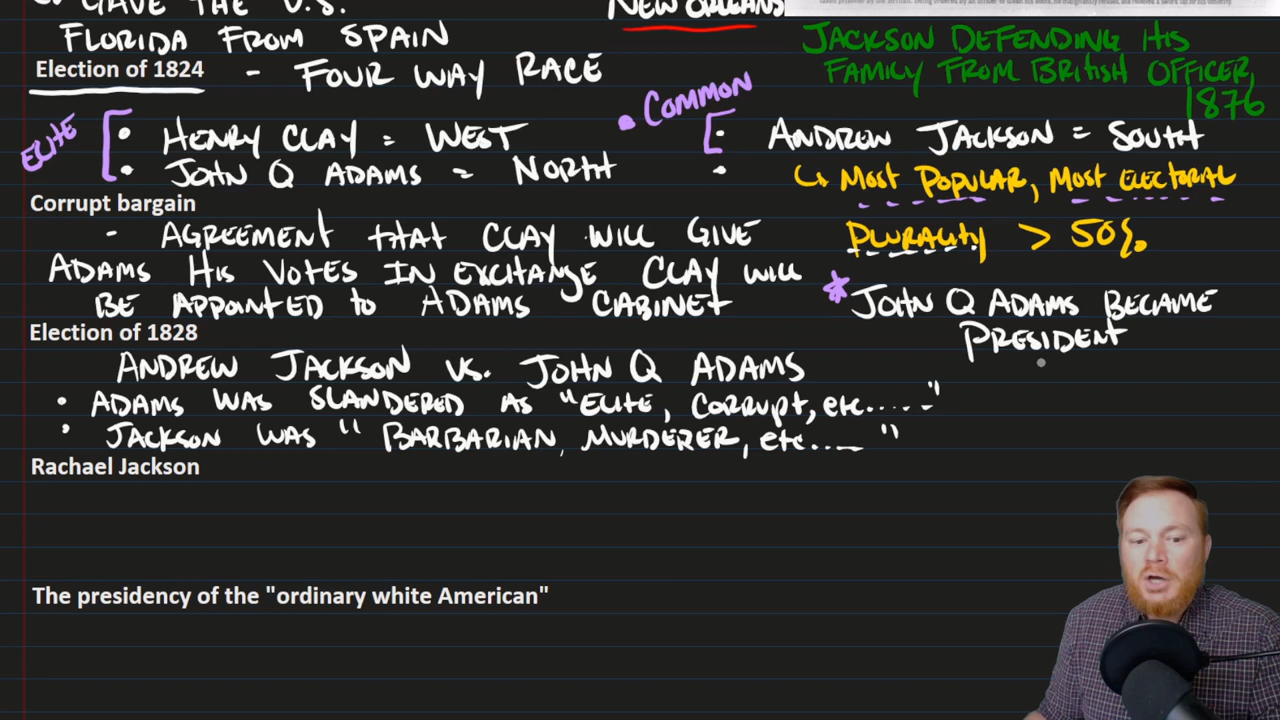 GAVE THE U.S.
NEW ORLEANS
FLORIDA FROM SPAIN
JACKSON DEFENDING HIS
FAMILY FROM BRITISH OFFICER,
1876
Election of 1824 - FOUR WAY RACE
ELITE
• COMMON
• HENRY CLAY = WEST
• ANDREW JACKSON = SOUTH
• JOHN Q ADAMS = NORTH
•
↳ MOST POPULAR, MOST ELECTORAL
Corrupt bargain
PLURALITY > 50%
- AGREEMENT THAT CLAY WILL GIVE
ADAMS HIS VOTES IN EXCHANGE CLAY WILL
BE APPOINTED TO ADAMS CABINET
* JOHN Q ADAMS BECAME
PRESIDENT
Election of 1828
ANDREW JACKSON VS. JOHN Q ADAMS
• ADAMS WAS SLANDERED AS "ELITE, CORRUPT, etc......"
• JACKSON WAS "BARBARIAN, MURDERER, etc...."
Rachael Jackson
The presidency of the "ordinary white American"